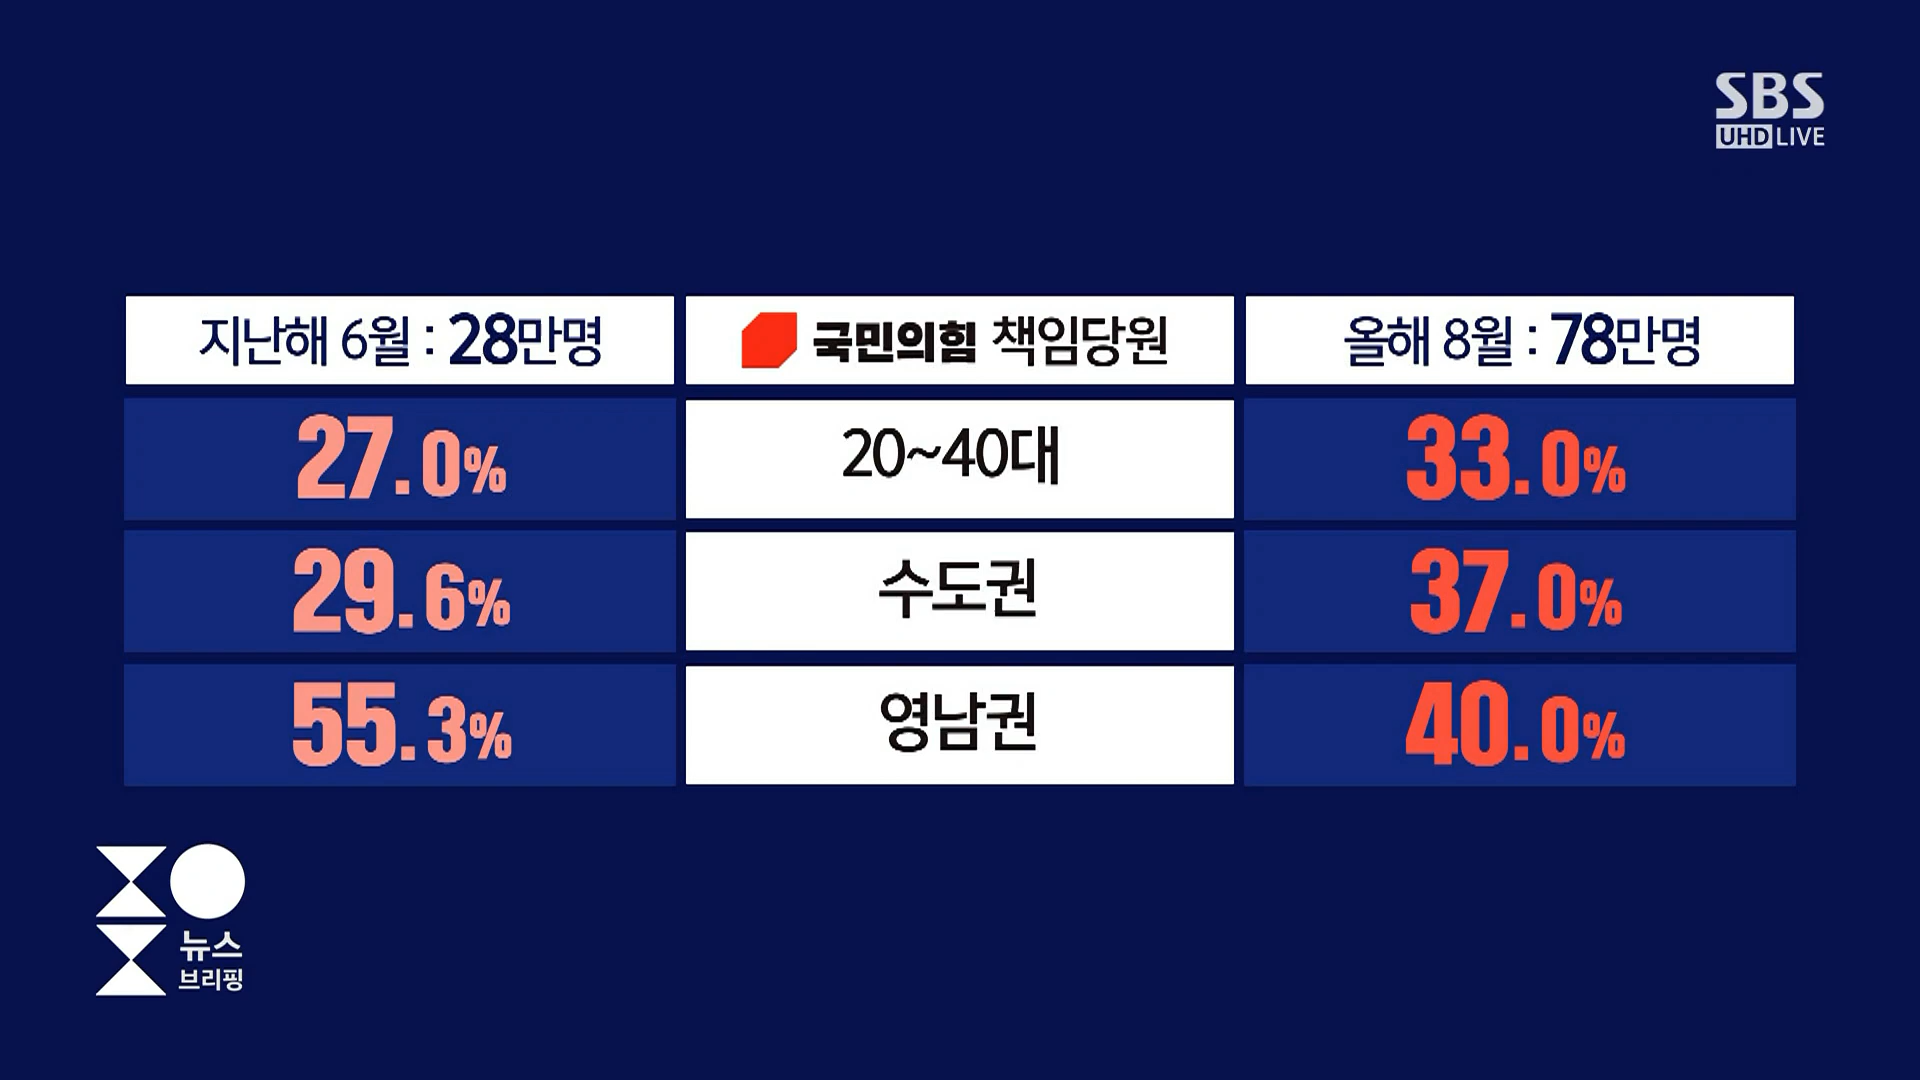 SBS
UHD LIVE
지난해 6월 : 28만명
국민의힘 책임당원
올해 8월 : 78만명
27.0%
20~40대
33.0%
29.6%
수도권
37.0%
55.3%
영남권
40.0%
뉴스
브리핑